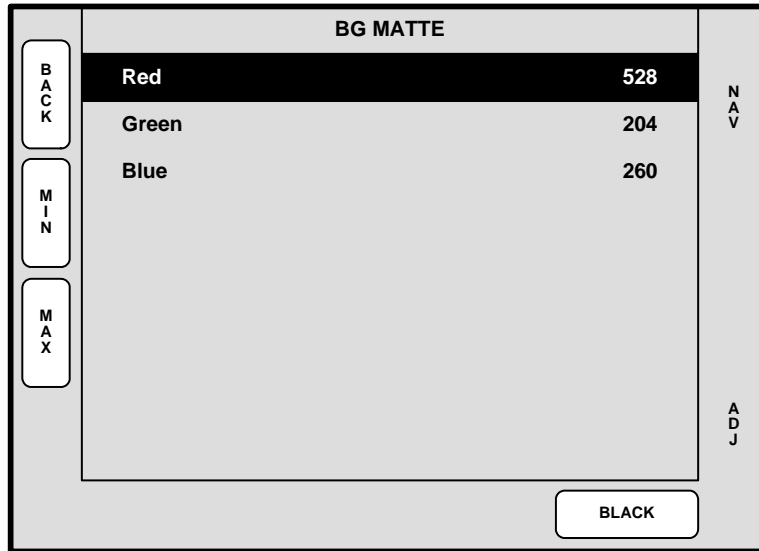 BG MATTE
BACK
Red 528
NAV
Green 204
Blue 260
MIN
MAX
ADJ
BLACK